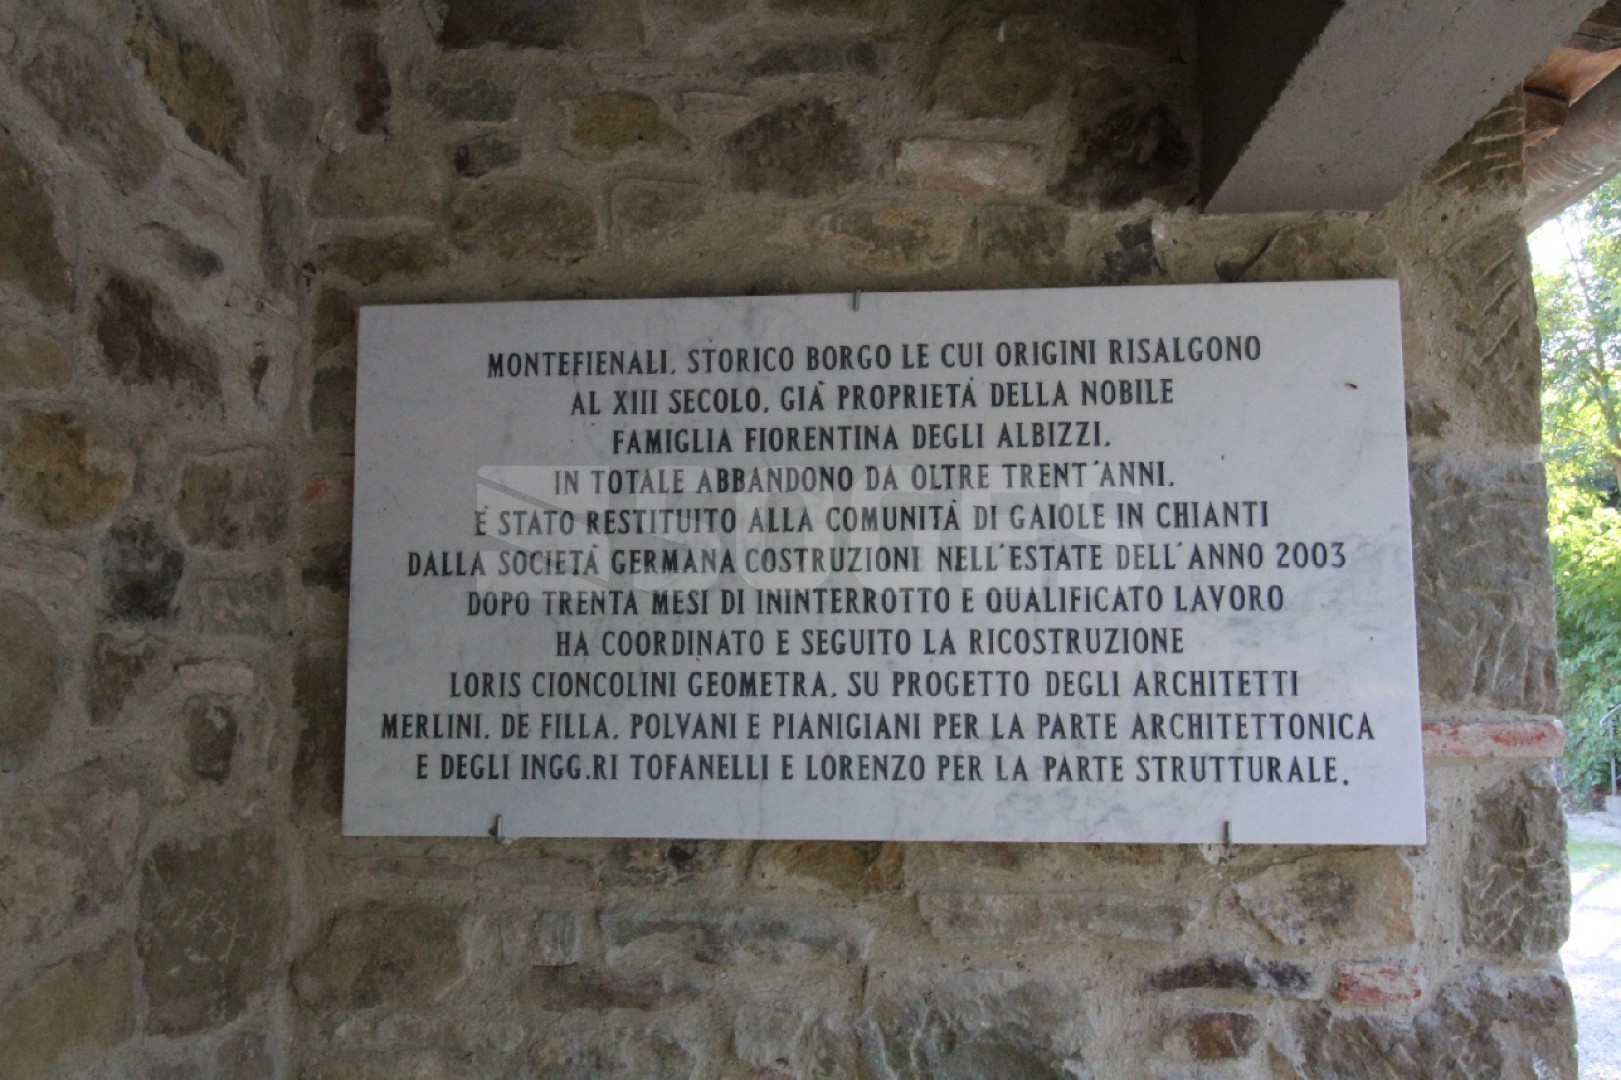 MONTEFIENALI. STORICO BORGO LE CUI ORIGINI RISALGONO
AL XIII SECOLO. GIÀ PROPRIETÀ DELLA NOBILE
FAMIGLIA FIORENTINA DEGLI ALBIZZI.
IN TOTALE ABBANDONO DA OLTRE TRENT'ANNI.
È STATO RESTITUITO ALLA COMUNITÀ DI GAIOLE IN CHIANTI
DALLA SOCIETÀ GERMANA COSTRUZIONI NELL'ESTATE DELL'ANNO 2003
DOPO TRENTA MESI DI ININTERROTTO E QUALIFICATO LAVORO
HA COORDINATO E SEGUITO LA RICOSTRUZIONE
LORIS CIONCOLINI GEOMETRA. SU PROGETTO DEGLI ARCHITETTI
MERLINI. DE FILLA. POLVANI E PIANIGIANI PER LA PARTE ARCHITETTONICA
E DEGLI INGG.RI TOFANELLI E LORENZO PER LA PARTE STRUTTURALE.